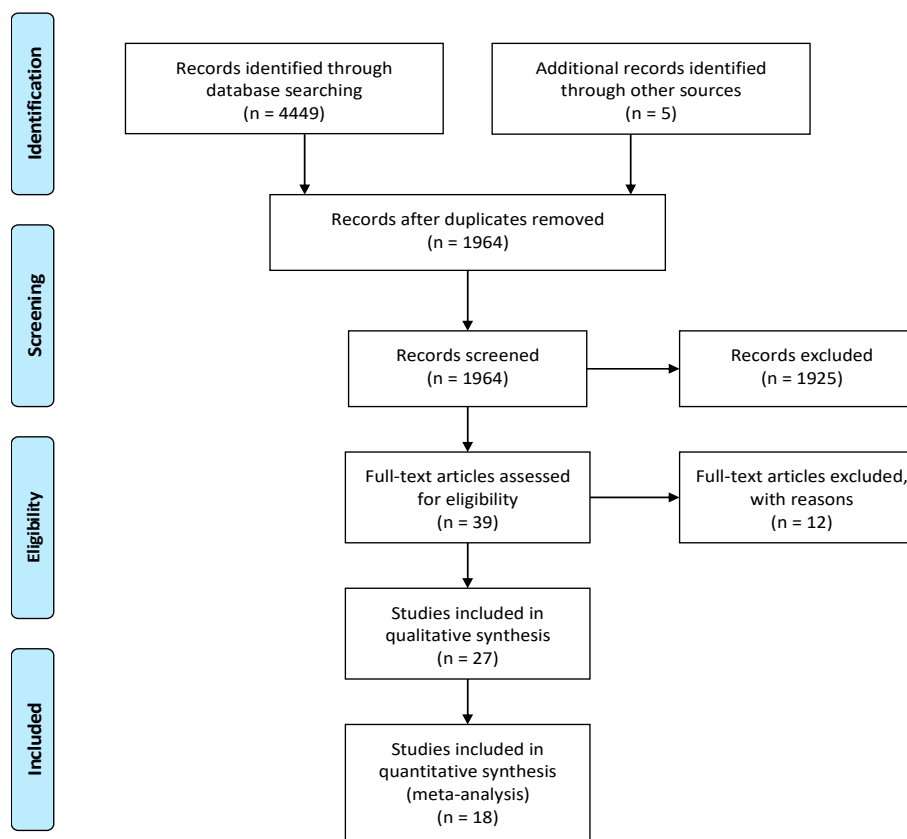 Identification
Records identified through
database searching
(n = 4449)
Additional records identified
through other sources
(n = 5)
Records after duplicates removed
(n = 1964)
Screening
Records screened
(n = 1964)
Records excluded
(n = 1925)
Eligibility
Full-text articles assessed
for eligibility
(n = 39)
Full-text articles excluded,
with reasons
(n = 12)
Studies included in
qualitative synthesis
(n = 27)
Included
Studies included in
quantitative synthesis
(meta-analysis)
(n = 18)